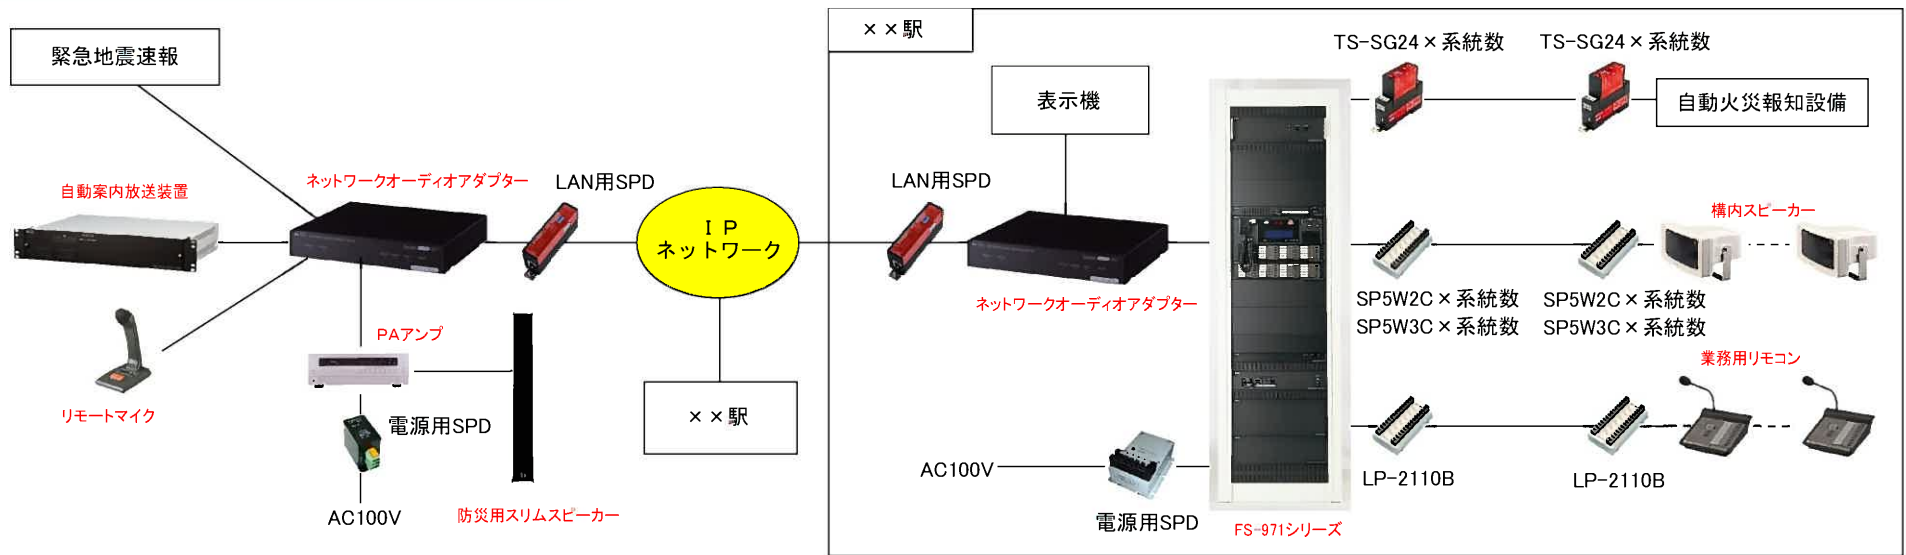 緊急地震速報
自動案内放送装置
ネットワークオーディオアダプター
LAN用SPD
IP
ネットワーク
リモートマイク
PAアンプ
電源用SPD
AC100V
防災用スリムスピーカー
××駅
××駅
表示機
LAN用SPD
ネットワークオーディオアダプター
AC100V
電源用SPD
FS-971シリーズ
TS-SG24×系統数
TS-SG24×系統数
自動火災報知設備
構内スピーカー
SP5W2C×系統数
SP5W3C×系統数
SP5W2C×系統数
SP5W3C×系統数
業務用リモコン
LP-2110B
LP-2110B